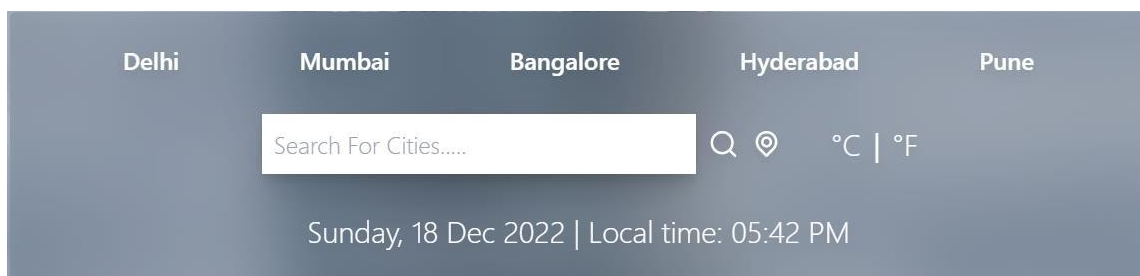 Delhi Mumbai Bangalore Hyderabad Pune
Search For Cities.....
°C | °F
Sunday, 18 Dec 2022 | Local time: 05:42 PM